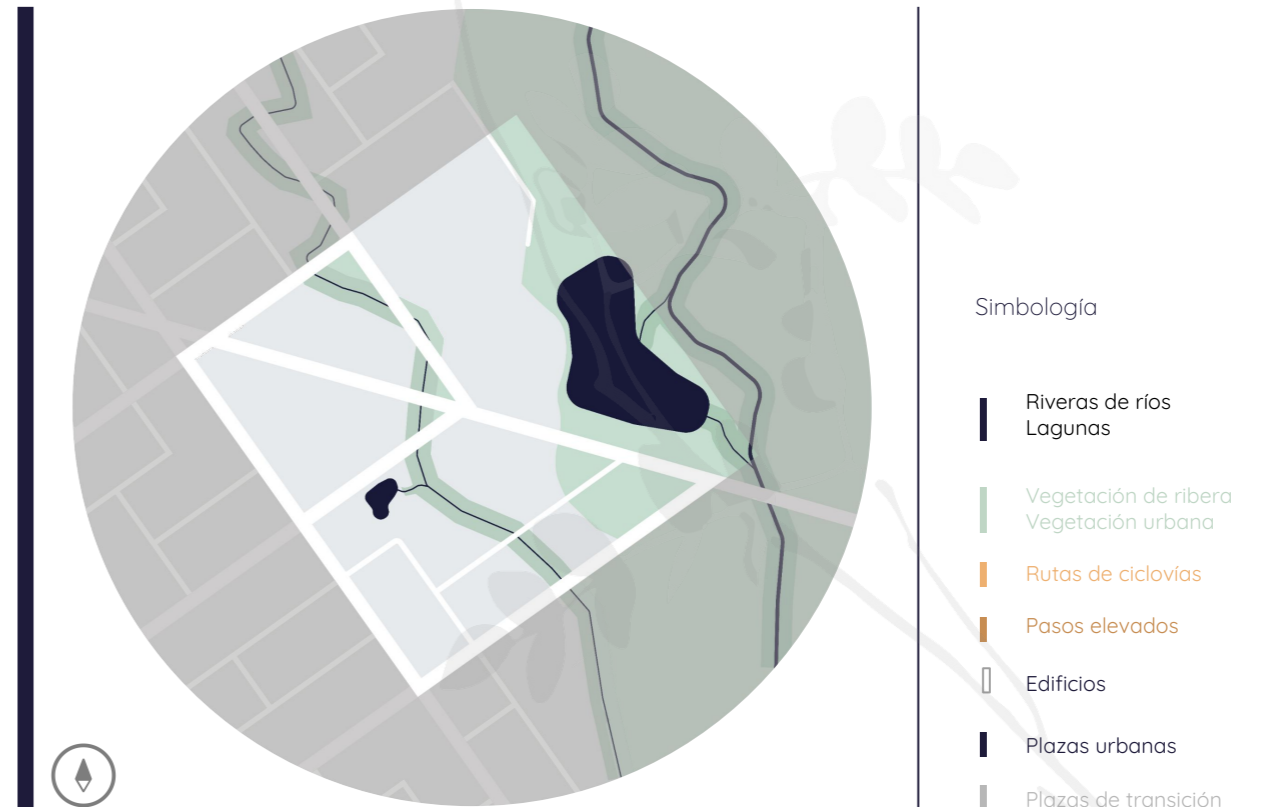 Simbología
Riveras de ríos
Lagunas
Vegetación de ribera
Vegetación urbana
Rutas de ciclovías
Pasos elevados
Edificios
Plazas urbanas
Plazas de transición